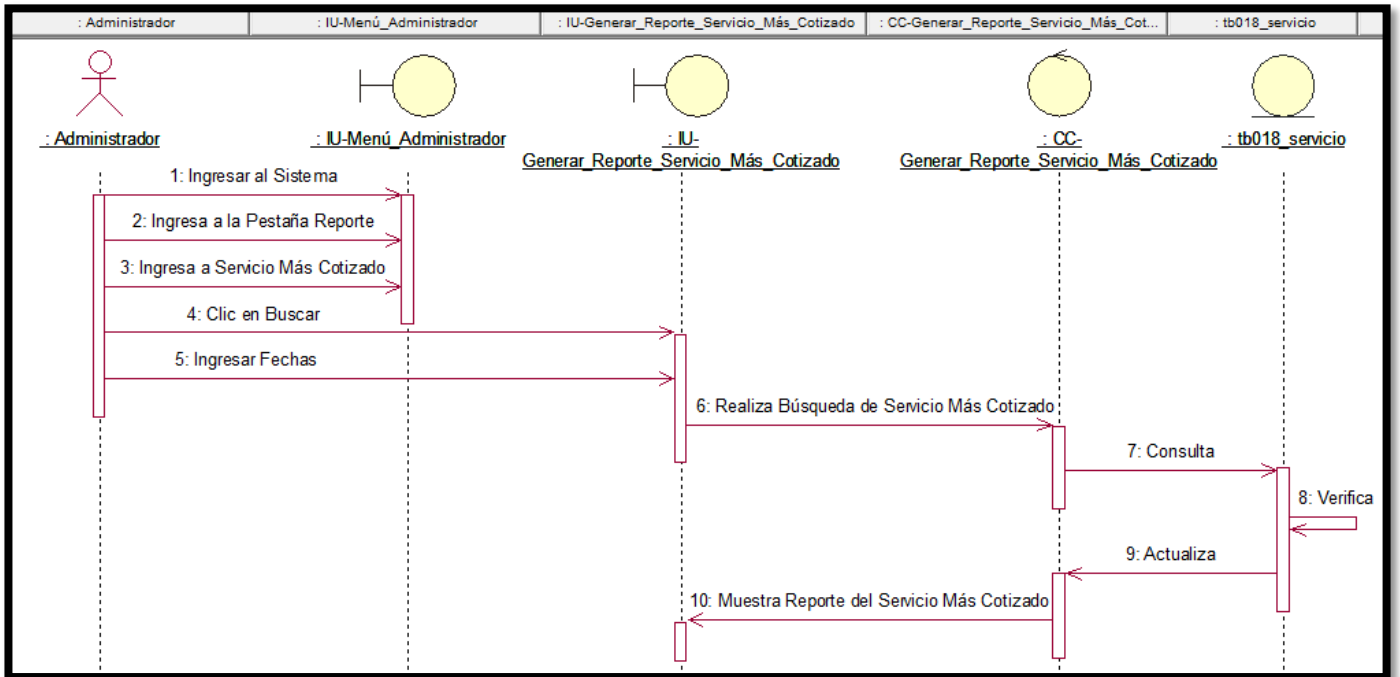 : Administrador
: IU-Menú_Administrador
: IU-Generar_Reporte_Servicio_Más_Cotizado
: CC-Generar_Reporte_Servicio_Más_Cot...
: tb018_servicio
: Administrador
: IU-Menú_Administrador
: IU-
Generar_Reporte_Servicio_Más_Cotizado
: CC-
Generar_Reporte_Servicio_Más_Cotizado
: tb018_servicio
1: Ingresar al Sistema
2: Ingresa a la Pestaña Reporte
3: Ingresa a Servicio Más Cotizado
4: Clic en Buscar
5: Ingresar Fechas
6: Realiza Búsqueda de Servicio Más Cotizado
7: Consulta
8: Verifica
9: Actualiza
10: Muestra Reporte del Servicio Más Cotizado